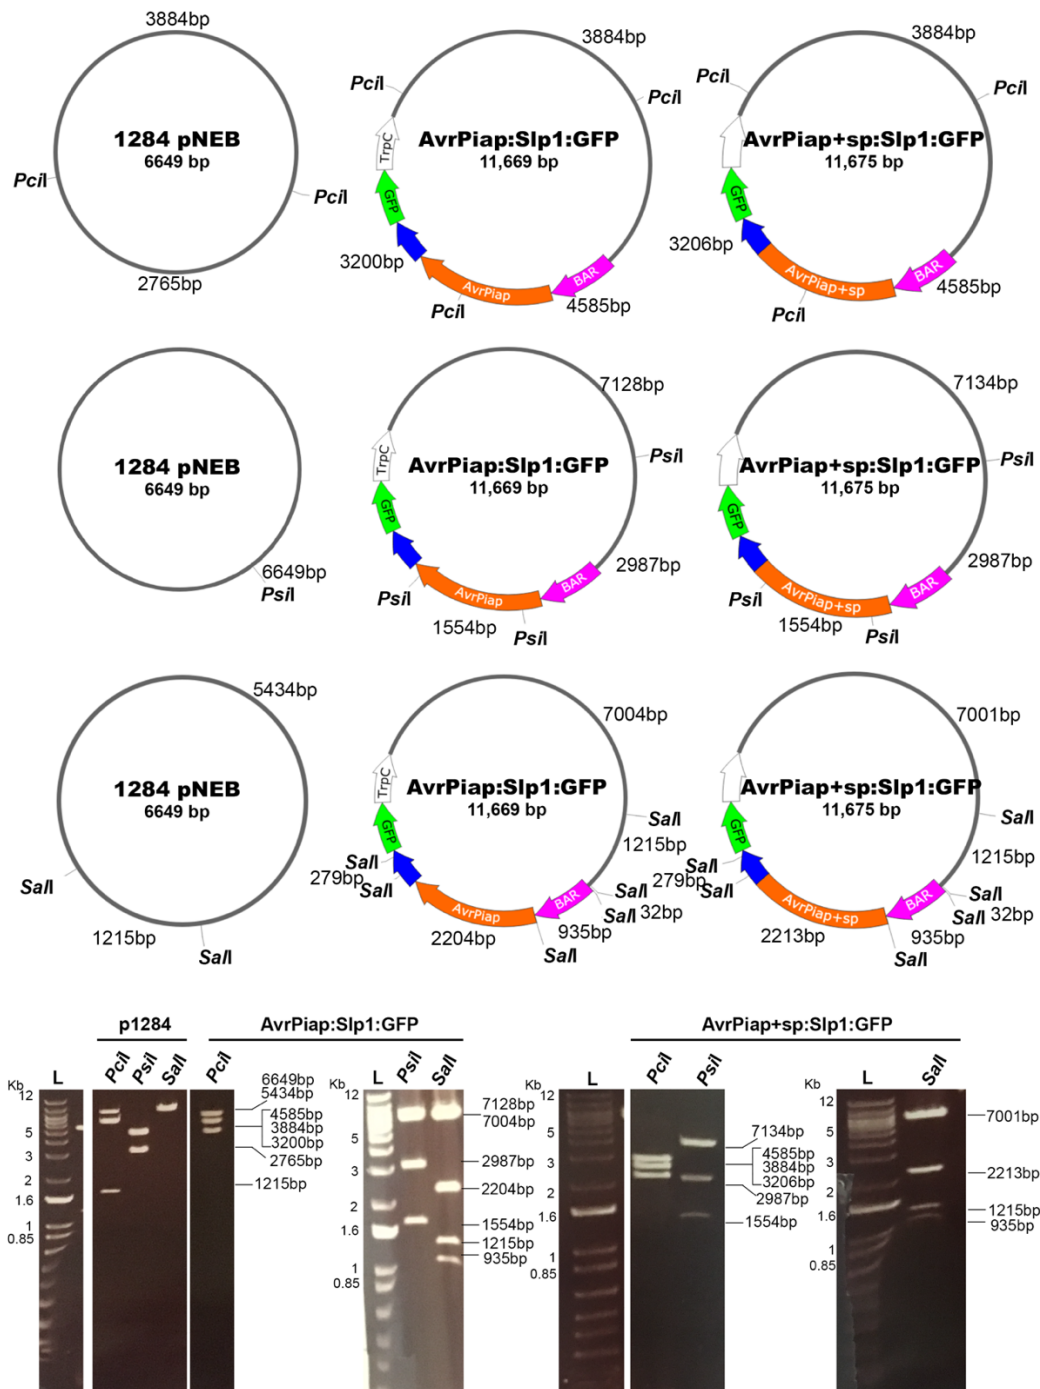 3884bp
PciI
PciI
1284 pNEB
6649 bp
2765bp
3884bp
PciI
PciI
AvrPiap:Slp1:GFP
11,669 bp
TrpC
GFP
3200bp
AvrPiap
BAR
PciI
4585bp
3884bp
PciI
PciI
AvrPiap+sp:Slp1:GFP
11,675 bp
GFP
3206bp
AvrPiap+sp
BAR
PciI
4585bp
1284 pNEB
6649 bp
6649bp
PsiI
7128bp
PsiI
AvrPiap:Slp1:GFP
11,669 bp
TrpC
GFP
2987bp
PsiI
AvrPiap
BAR
1554bp
PsiI
7134bp
PsiI
AvrPiap+sp:Slp1:GFP
11,675 bp
GFP
2987bp
PsiI
AvrPiap+sp
BAR
1554bp
PsiI
5434bp
1284 pNEB
6649 bp
SalI
1215bp
SalI
7004bp
AvrPiap:Slp1:GFP
11,669 bp
TrpC
GFP
SalI
1215bp
SalI
279bp
SalI
SalI
SalI
32bp
AvrPiap
BAR
2204bp
935bp
SalI
7001bp
AvrPiap+sp:Slp1:GFP
11,675 bp
GFP
SalI
1215bp
SalI
279bp
SalI
SalI
SalI
32bp
AvrPiap+sp
BAR
2213bp
935bp
SalI
p1284
AvrPiap:Slp1:GFP
AvrPiap+sp:Slp1:GFP
Kb
L
PciI
PsiI
SalI
PciI
12
5
3
2
1.6
1
0.85
6649bp
5434bp
4585bp
3884bp
3200bp
2765bp
1215bp
Kb
L
PsiI
SalI
12
5
3
2
1.6
1
0.85
7128bp
7004bp
2987bp
2204bp
1554bp
1215bp
935bp
Kb
L
PciI
PsiI
12
5
3
2
1.6
1
0.85
7134bp
4585bp
3884bp
3206bp
2987bp
1554bp
Kb
L
SalI
12
5
3
2
1.6
1
0.85
7001bp
2213bp
1215bp
935bp